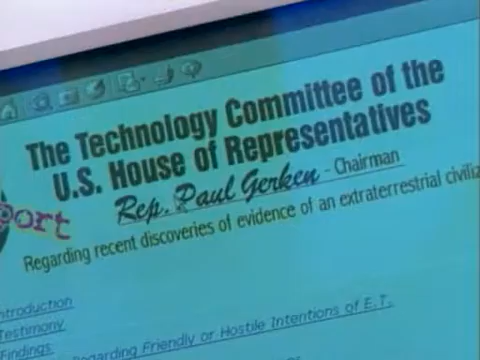 The Technology Committee of the
U.S. House of Representatives
Rep. Paul Gerken - Chairman
port
Regarding recent discoveries of evidence of an extraterrestrial civiliz
ntroduction
Testimony
Findings:
Regarding Friendly or Hostile Intentions of E.T.